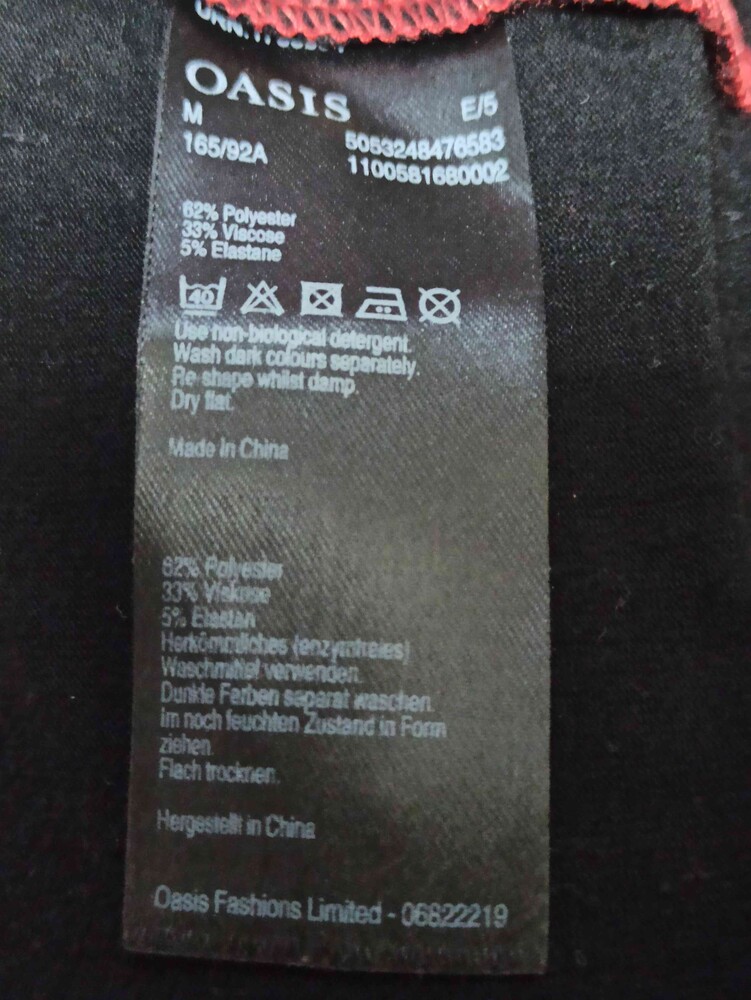 OASIS
M
E/5
165/92A
5053248476583
1100581680002
62% Polyester
33% Viscose
5% Elastane
40
Use non-biological detergent.
Wash dark colours separately.
Re-shape whilst damp.
Dry flat.
Made in China
62% Polyester
33% Viskose
5% Elastan
Herkömmliches (enzymfreies)
Waschmittel verwenden.
Dunkle Farben separat waschen.
Im noch feuchten Zustand in Form
ziehen.
Flach trocknen.
Hergestellt in China
Oasis Fashions Limited - 06822219